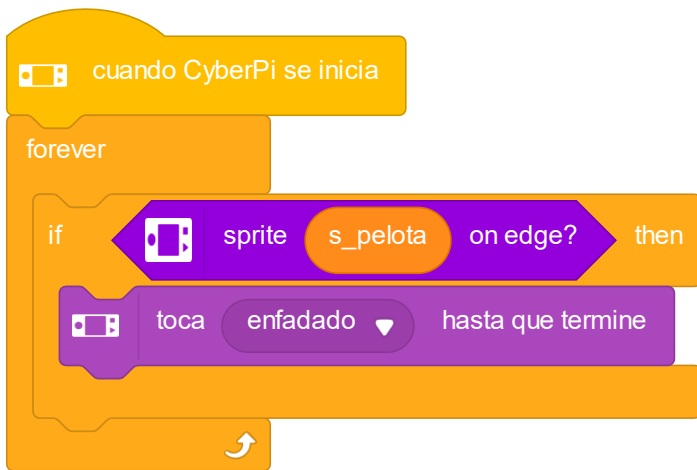 cuando CyberPi se inicia
forever
if sprite s_pelota on edge? then
toca enfadado hasta que termine